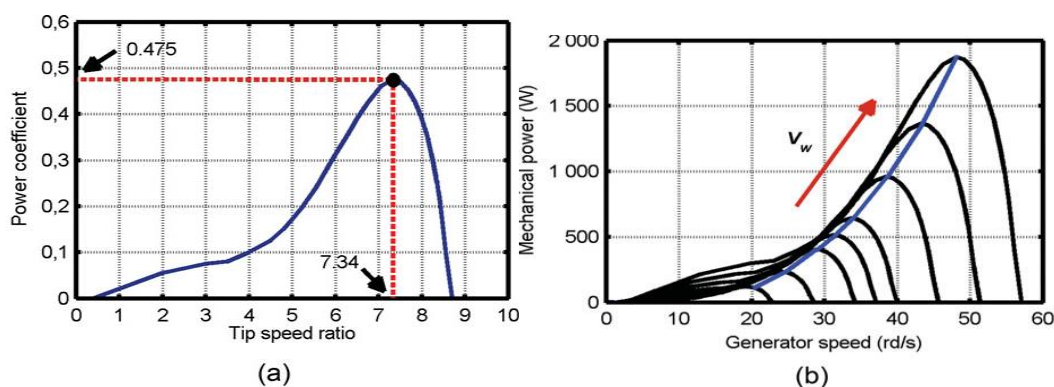 0,6
0,5
0,4
0,3
0,2
0,1
0
0.475
7.34
Power coefficient
0 1 2 3 4 5 6 7 8 9 10
Tip speed ratio
(a)
2 000
1 500
1 000
500
0
Vw
Mechanical power (W)
0 10 20 30 40 50 60
Generator speed (rd/s)
(b)